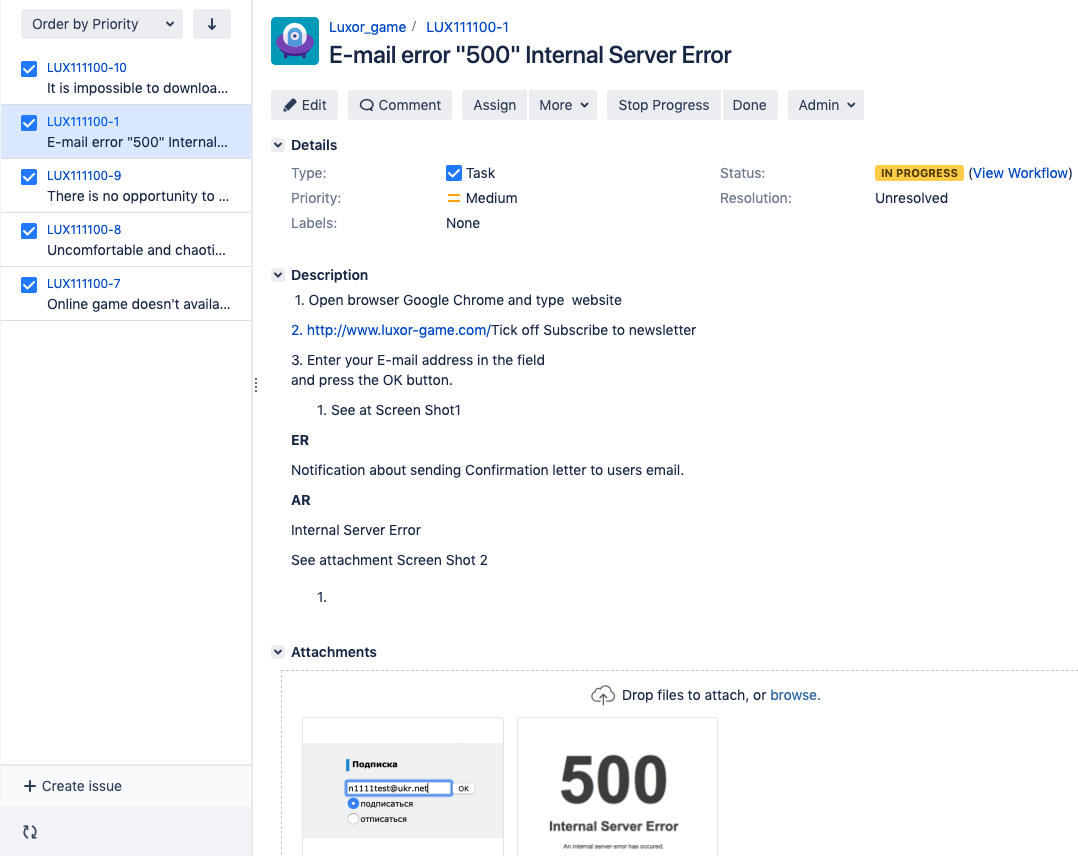 Order by Priority
LUX111100-10
It is impossible to downloa...
LUX111100-1
E-mail error "500" Internal...
LUX111100-9
There is no opportunity to ...
LUX111100-8
Uncomfortable and chaoti...
LUX111100-7
Online game doesn't availa...
Create issue
Luxor_game / LUX111100-1
E-mail error "500" Internal Server Error
Edit Comment Assign More Stop Progress Done Admin
Details
Type: Task Status: IN PROGRESS (View Workflow)
Priority: Medium Resolution: Unresolved
Labels: None
Description
1. Open browser Google Chrome and type website
2. http://www.luxor-game.com/Tick off Subscribe to newsletter
3. Enter your E-mail address in the field
and press the OK button.
1. See at Screen Shot1
ER
Notification about sending Confirmation letter to users email.
AR
Internal Server Error
See attachment Screen Shot 2
1.
Attachments
Drop files to attach, or browse.
Подписка
n1111test@ukr.net OK
подписаться
отписаться
500
Internal Server Error
An internal server error has occured.